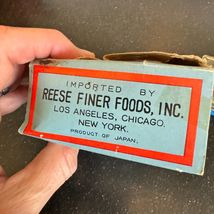 IMPORTED BY
REESE FINER FOODS, INC.
LOS ANGELES, CHICAGO,
NEW YORK.
PRODUCT OF JAPAN.